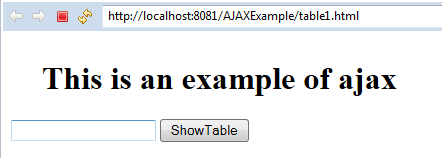 http://localhost:8081/AJAXExample/table1.html
This is an example of ajax
ShowTable